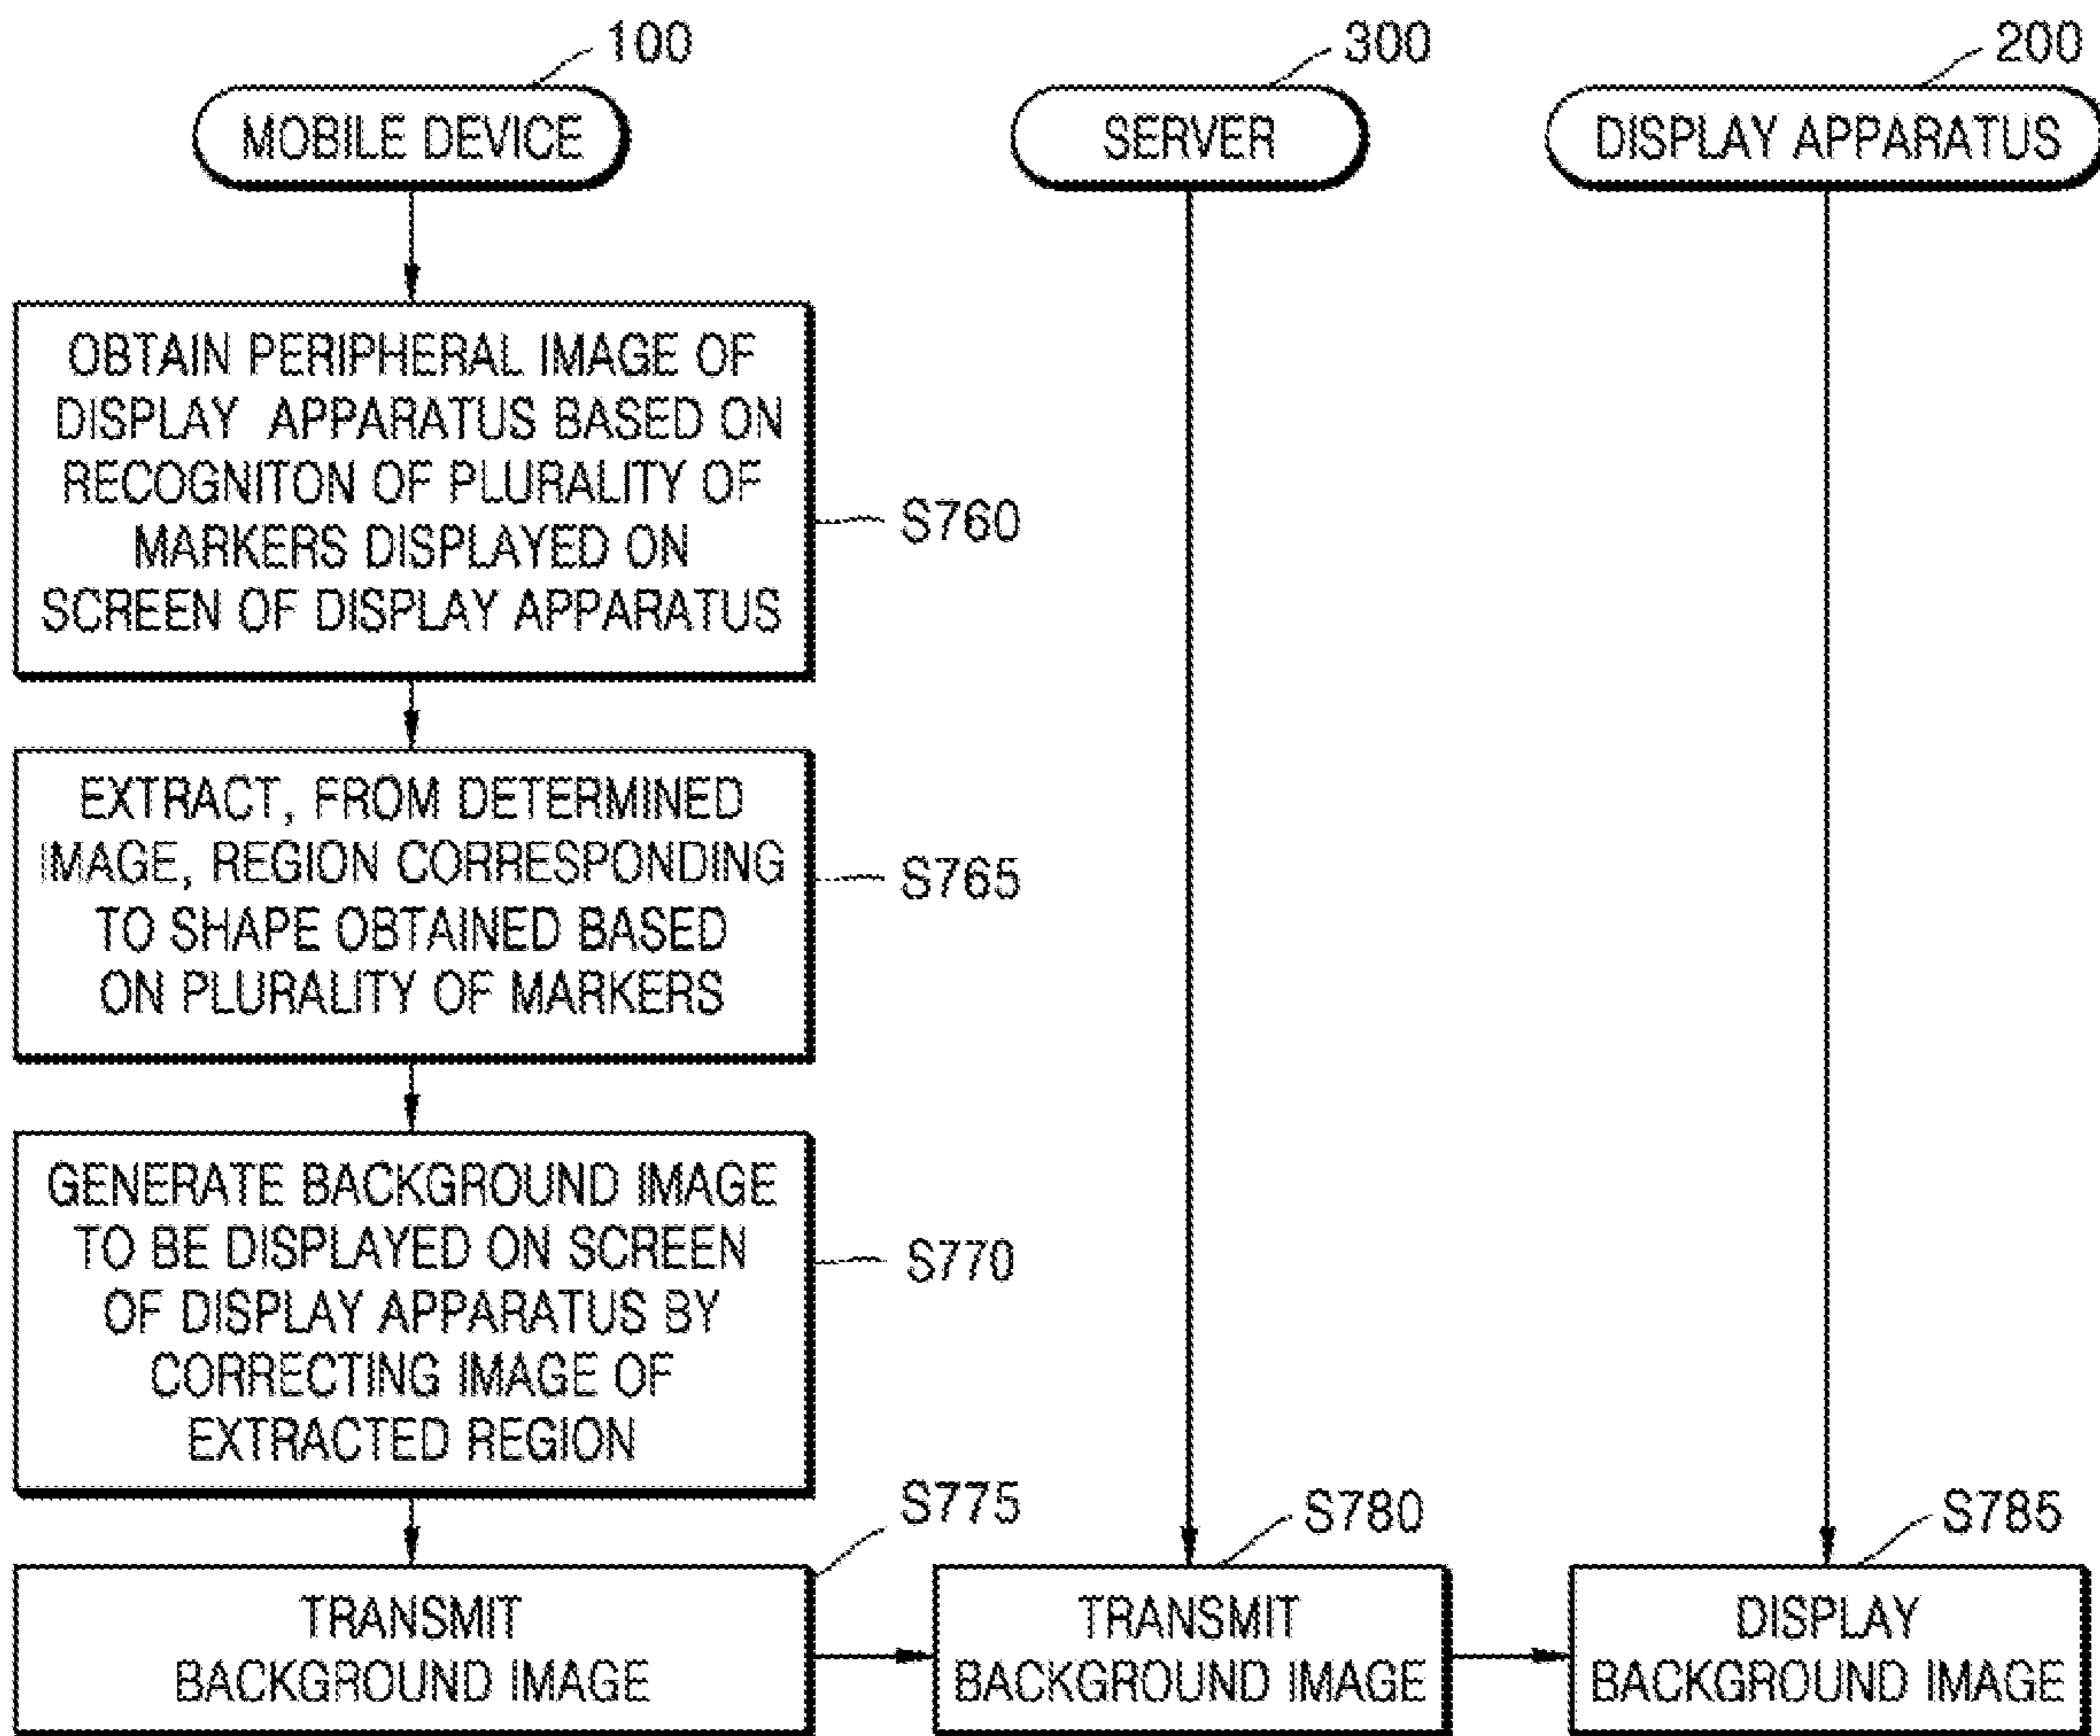 100
300
200
MOBILE DEVICE
SERVER
DISPLAY APPARATUS
OBTAIN PERIPHERAL IMAGE OF
DISPLAY APPARATUS BASED ON
RECOGNITON OF PLURALITY OF
MARKERS DISPLAYED ON
SCREEN OF DISPLAY APPARATUS
S760
EXTRACT, FROM DETERMINED
IMAGE, REGION CORRESPONDING
TO SHAPE OBTAINED BASED
ON PLURALITY OF MARKERS
S765
GENERATE BACKGROUND IMAGE
TO BE DISPLAYED ON SCREEN
OF DISPLAY APPARATUS BY
CORRECTING IMAGE OF
EXTRACTED REGION
S770
S775
S780
S785
TRANSMIT
BACKGROUND IMAGE
TRANSMIT
BACKGROUND IMAGE
DISPLAY
BACKGROUND IMAGE